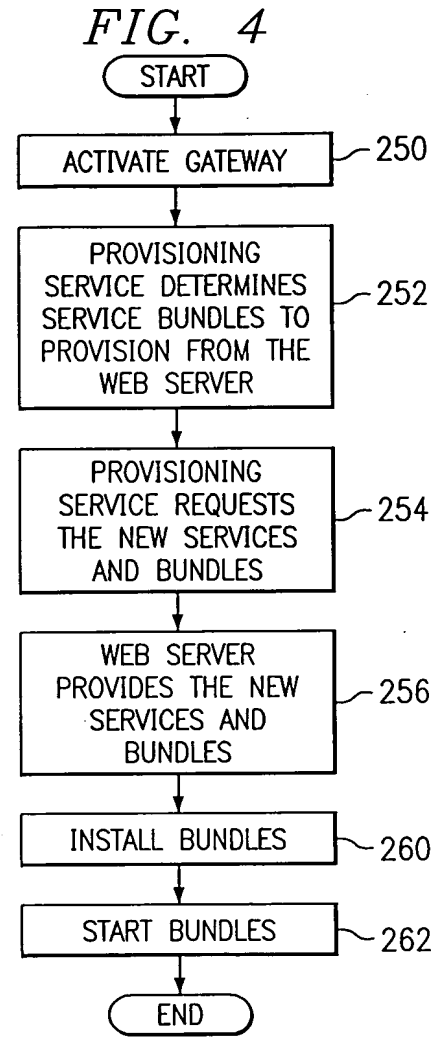 FIG. 4
START
ACTIVATE GATEWAY
250
PROVISIONING
SERVICE DETERMINES
SERVICE BUNDLES TO
PROVISION FROM THE
WEB SERVER
252
PROVISIONING
SERVICE REQUESTS
THE NEW SERVICES
AND BUNDLES
254
WEB SERVER
PROVIDES THE NEW
SERVICES AND
BUNDLES
256
INSTALL BUNDLES
260
START BUNDLES
262
END